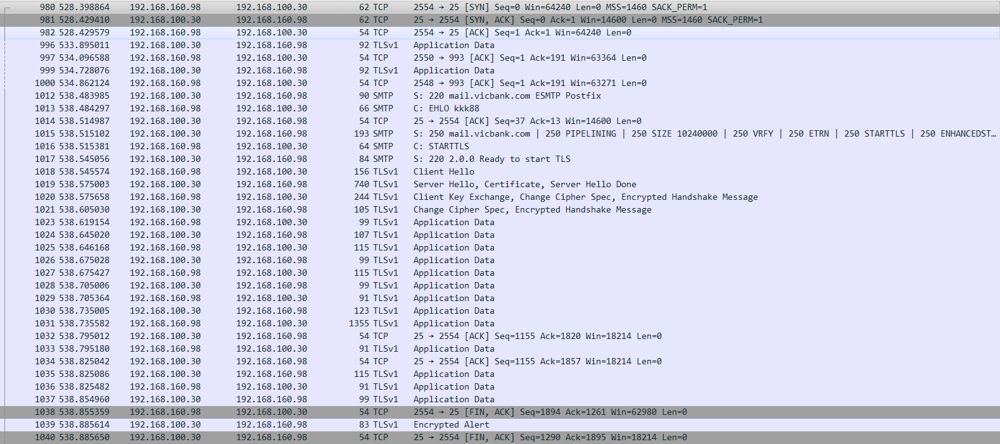 980 528.398864 192.168.160.98 192.168.100.30 62 TCP 2554 → 25 [SYN] Seq=0 Win=64240 Len=0 MSS=1460 SACK_PERM=1
981 528.429410 192.168.100.30 192.168.160.98 62 TCP 25 → 2554 [SYN, ACK] Seq=0 Ack=1 Win=14600 Len=0 MSS=1460 SACK_PERM=1
982 528.429579 192.168.160.98 192.168.100.30 54 TCP 2554 → 25 [ACK] Seq=1 Ack=1 Win=64240 Len=0
996 533.895011 192.168.100.30 192.168.160.98 92 TLSv1 Application Data
997 534.096588 192.168.160.98 192.168.100.30 54 TCP 2550 → 993 [ACK] Seq=1 Ack=191 Win=63364 Len=0
999 534.728076 192.168.100.30 192.168.160.98 92 TLSv1 Application Data
1000 534.862124 192.168.160.98 192.168.100.30 54 TCP 2548 → 993 [ACK] Seq=1 Ack=191 Win=63271 Len=0
1012 538.483985 192.168.100.30 192.168.160.98 90 SMTP S: 220 mail.vicbank.com ESMTP Postfix
1013 538.484297 192.168.160.98 192.168.100.30 66 SMTP C: EHLO kkk88
1014 538.514987 192.168.100.30 192.168.160.98 54 TCP 25 → 2554 [ACK] Seq=37 Ack=13 Win=14600 Len=0
1015 538.515102 192.168.100.30 192.168.160.98 193 SMTP S: 250 mail.vicbank.com | 250 PIPELINING | 250 SIZE 10240000 | 250 VRFY | 250 ETRN | 250 STARTTLS | 250 ENHANCEDST…
1016 538.515381 192.168.160.98 192.168.100.30 64 SMTP C: STARTTLS
1017 538.545056 192.168.100.30 192.168.160.98 84 SMTP S: 220 2.0.0 Ready to start TLS
1018 538.545574 192.168.160.98 192.168.100.30 156 TLSv1 Client Hello
1019 538.575003 192.168.100.30 192.168.160.98 740 TLSv1 Server Hello, Certificate, Server Hello Done
1020 538.575658 192.168.160.98 192.168.100.30 244 TLSv1 Client Key Exchange, Change Cipher Spec, Encrypted Handshake Message
1021 538.605030 192.168.100.30 192.168.160.98 105 TLSv1 Change Cipher Spec, Encrypted Handshake Message
1023 538.619154 192.168.160.98 192.168.100.30 99 TLSv1 Application Data
1024 538.645020 192.168.100.30 192.168.160.98 107 TLSv1 Application Data
1025 538.646168 192.168.160.98 192.168.100.30 115 TLSv1 Application Data
1026 538.675028 192.168.100.30 192.168.160.98 99 TLSv1 Application Data
1027 538.675427 192.168.160.98 192.168.100.30 115 TLSv1 Application Data
1028 538.705006 192.168.100.30 192.168.160.98 99 TLSv1 Application Data
1029 538.705364 192.168.160.98 192.168.100.30 91 TLSv1 Application Data
1030 538.735005 192.168.100.30 192.168.160.98 123 TLSv1 Application Data
1031 538.735582 192.168.160.98 192.168.100.30 1355 TLSv1 Application Data
1032 538.795012 192.168.100.30 192.168.160.98 54 TCP 25 → 2554 [ACK] Seq=1155 Ack=1820 Win=18214 Len=0
1033 538.795180 192.168.160.98 192.168.100.30 91 TLSv1 Application Data
1034 538.825042 192.168.100.30 192.168.160.98 54 TCP 25 → 2554 [ACK] Seq=1155 Ack=1857 Win=18214 Len=0
1035 538.825086 192.168.100.30 192.168.160.98 115 TLSv1 Application Data
1036 538.825482 192.168.160.98 192.168.100.30 91 TLSv1 Application Data
1037 538.854960 192.168.100.30 192.168.160.98 99 TLSv1 Application Data
1038 538.855359 192.168.160.98 192.168.100.30 54 TCP 2554 → 25 [FIN, ACK] Seq=1894 Ack=1261 Win=62980 Len=0
1039 538.885614 192.168.100.30 192.168.160.98 83 TLSv1 Encrypted Alert
1040 538.885650 192.168.100.30 192.168.160.98 54 TCP 25 → 2554 [FIN, ACK] Seq=1290 Ack=1895 Win=18214 Len=0